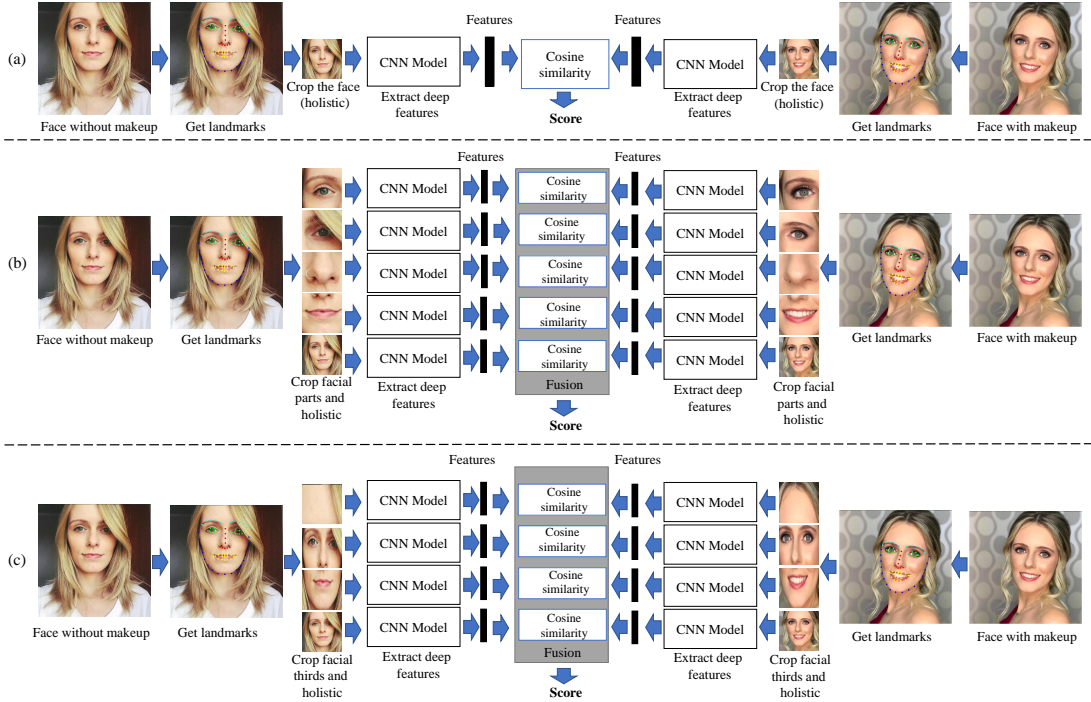 Features
Features
(a)
CNN Model
Cosine
similarity
CNN Model
Crop the face
(holistic)
Extract deep
features
Score
Extract deep
features
Crop the face
(holistic)
Face without makeup
Get landmarks
Get landmarks
Face with makeup
Features
Features
(b)
CNN Model
Cosine
similarity
CNN Model
CNN Model
Cosine
similarity
CNN Model
CNN Model
Cosine
similarity
CNN Model
CNN Model
Cosine
similarity
CNN Model
CNN Model
Cosine
similarity
CNN Model
Face without makeup
Get landmarks
Get landmarks
Face with makeup
Crop facial
parts and
holistic
Extract deep
features
Fusion
Score
Extract deep
features
Crop facial
parts and
holistic
Features
Features
(c)
CNN Model
Cosine
similarity
CNN Model
CNN Model
Cosine
similarity
CNN Model
CNN Model
Cosine
similarity
CNN Model
CNN Model
Cosine
similarity
CNN Model
Face without makeup
Get landmarks
Get landmarks
Face with makeup
Crop facial
thirds and
holistic
Extract deep
features
Fusion
Score
Extract deep
features
Crop facial
thirds and
holistic